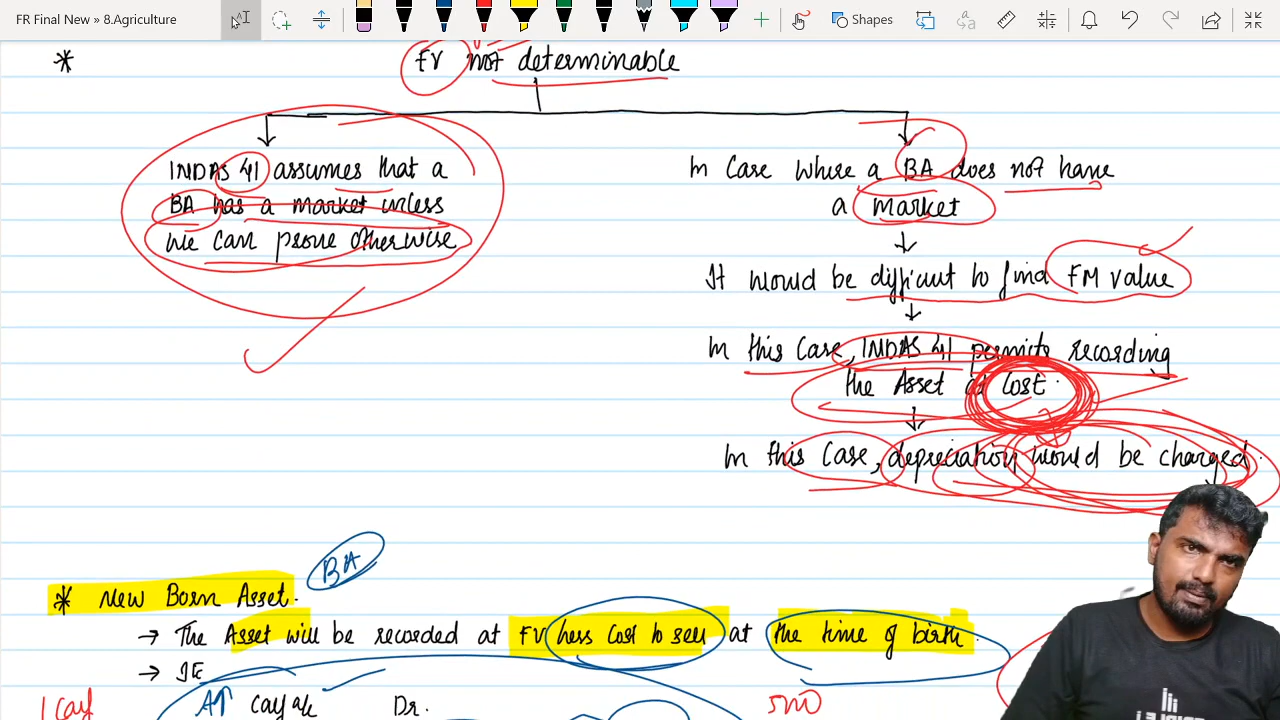 FR Final New » 8.Agriculture
Shapes
* FV not determinable
INDAS 41 assumes that a
BA has a market unless
we can prove otherwise
In Case where a BA does not have
a market
It would be difficult to find FM value
In this Case, INDAS 41 permits recording
the Asset at Cost.
In this Case, depreciation would be charged.
BA
* New Born Asset.
→ The Asset will be recorded at FV less Cost to sell at the time of birth.
→ JE
1 Calf A↑ Calf A/c Dr. 5000